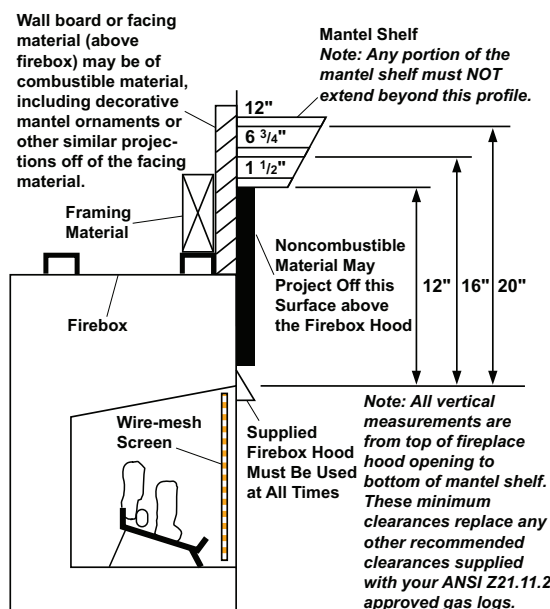 Wall board or facing
material (above
firebox) may be of
combustible material,
including decorative
mantel ornaments or
other similar projec-
tions off of the facing
material.
Mantel Shelf
Note: Any portion of the
mantel shelf must NOT
extend beyond this profile.
12"
6 3/4"
1 1/2"
Framing
Material
Noncombustible
Material May
Project Off this
Surface above
the Firebox Hood
12"
16"
20"
Firebox
Wire-mesh
Screen
Supplied
Firebox Hood
Must Be Used
at All Times
Note: All vertical
measurements are
from top of fireplace
hood opening to
bottom of mantel shelf.
These minimum
clearances replace any
other recommended
clearances supplied
with your ANSI Z21.11.2
approved gas logs.